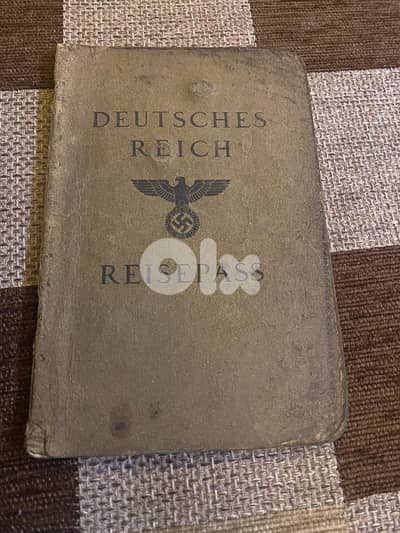 DEUTSCHES
REICH
olx
REISEPASS